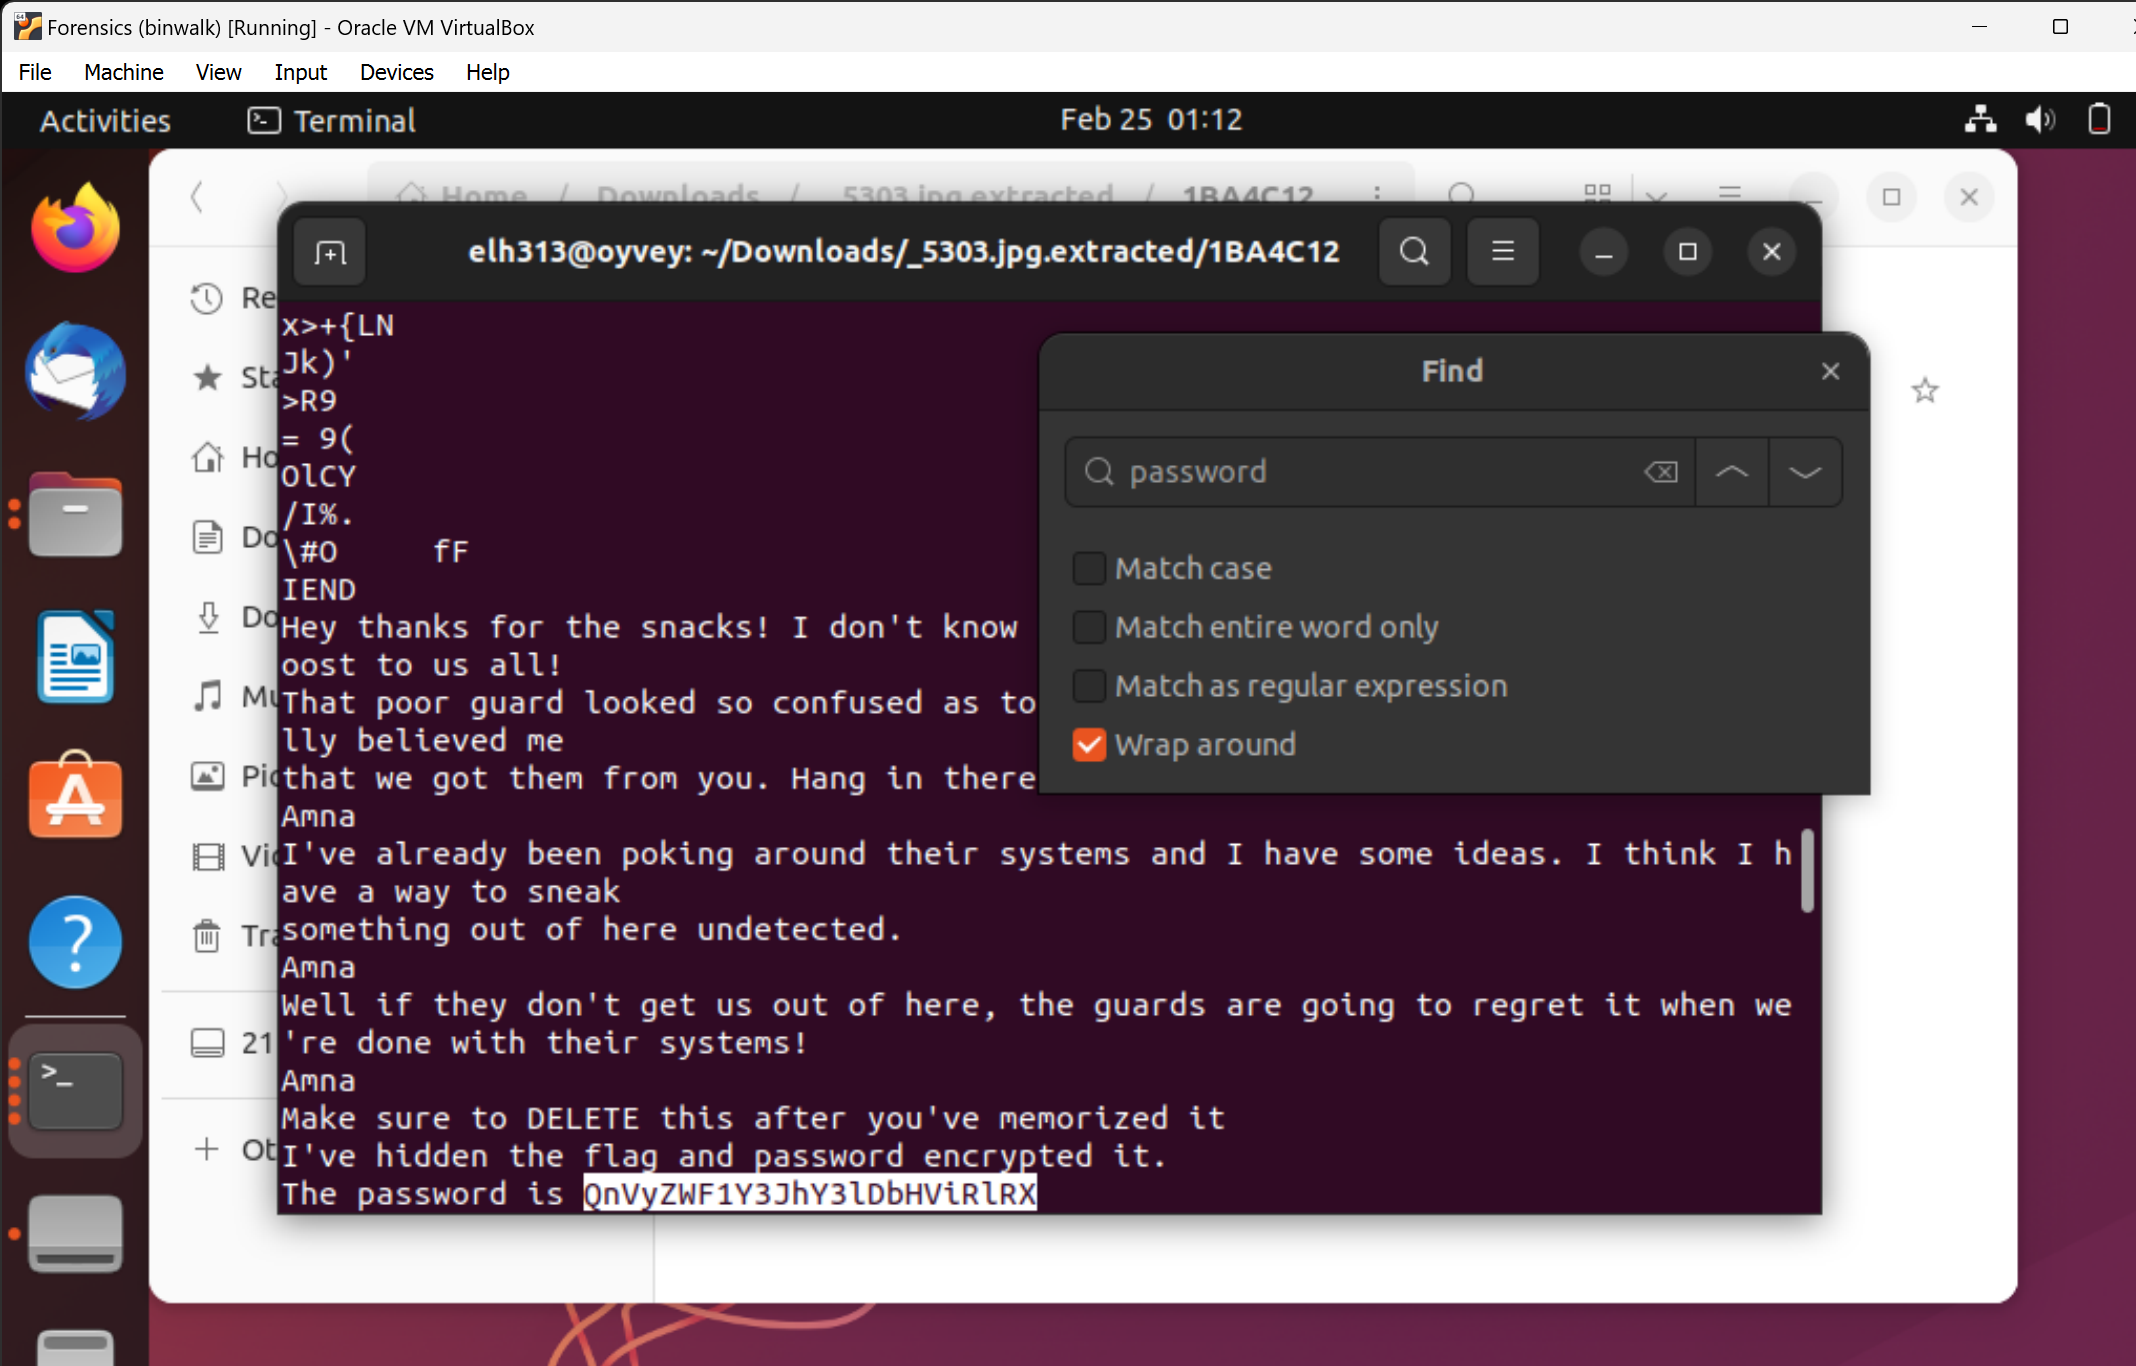 Forensics (binwalk) [Running] - Oracle VM VirtualBox
File Machine View Input Devices Help
Activities Terminal Feb 25 01:12
Home / Downloads / _5303.jpg.extracted / 1BA4C12
elh313@oyvey: ~/Downloads/_5303.jpg.extracted/1BA4C12
Re
Sta
Ho
Do
Do
Mu
Pic
Vid
Tra
21
+ Ot
x>+{LN
Jk)'
>R9
= 9(
OlCY
/I%.
\#O fF
IEND
Hey thanks for the snacks! I don't know
oost to us all!
That poor guard looked so confused as to
lly believed me
that we got them from you. Hang in there
Amna
I've already been poking around their systems and I have some ideas. I think I h
ave a way to sneak
something out of here undetected.
Amna
Well if they don't get us out of here, the guards are going to regret it when we
're done with their systems!
Amna
Make sure to DELETE this after you've memorized it
I've hidden the flag and password encrypted it.
The password is QnVyZWF1Y3JhY3lDbHViRlRX
Find
password
Match case
Match entire word only
Match as regular expression
Wrap around